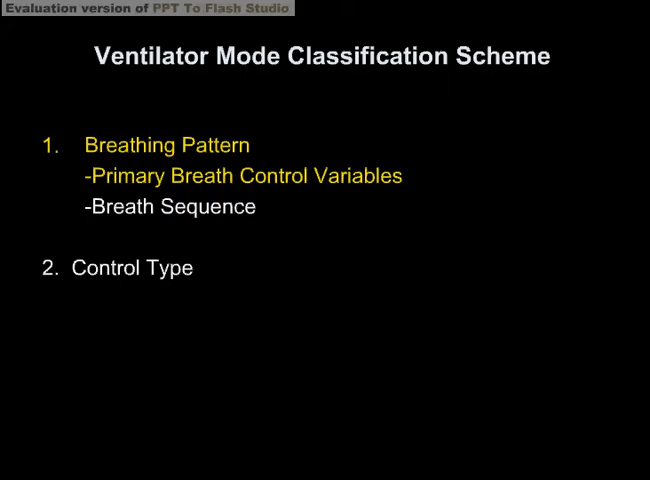 Evaluation version of PPT To Flash Studio
Ventilator Mode Classification Scheme
1. Breathing Pattern
-Primary Breath Control Variables
-Breath Sequence
2. Control Type